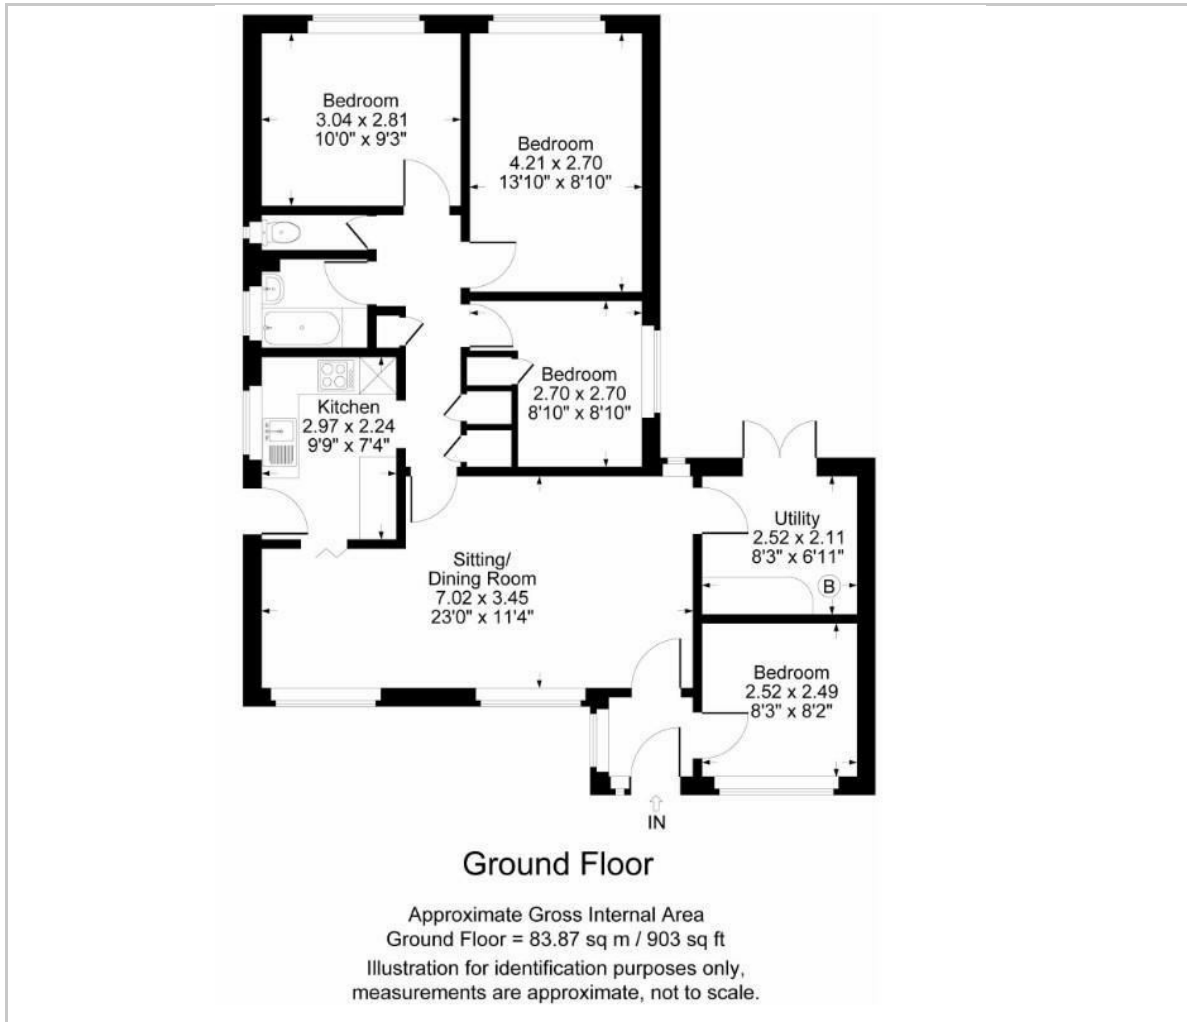 Bedroom
3.04 x 2.81
10'0" x 9'3"
Bedroom
4.21 x 2.70
13'10" x 8'10"
Bedroom
2.70 x 2.70
8'10" x 8'10"
Kitchen
2.97 x 2.24
9'9" x 7'4"
Utility
2.52 x 2.11
8'3" x 6'11"
B
Sitting/
Dining Room
7.02 x 3.45
23'0" x 11'4"
Bedroom
2.52 x 2.49
8'3" x 8'2"
IN
Ground Floor
Approximate Gross Internal Area
Ground Floor = 83.87 sq m / 903 sq ft
Illustration for identification purposes only,
measurements are approximate, not to scale.